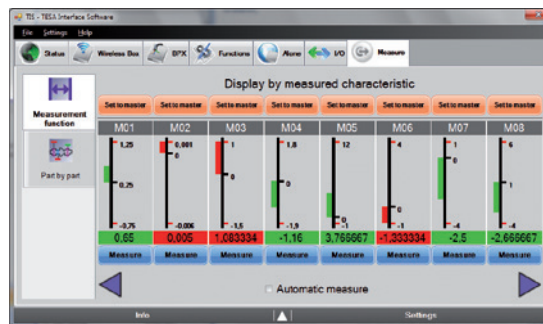 TIS - TESA Interface Software
File Settings Help
Status Wireless Box BPX Functions None I/O Measure
Display by measured characteristic
Measurement function
Part by part
Set to master Set to master Set to master Set to master Set to master Set to master Set to master Set to master
M01 M02 M03 M04 M05 M06 M07 M08
1,25 0,001 1 1,8 12 4 1 6
0 0
0,25 0 0 1
0 0
-0,75 -0,006 -1,5 -1,9 -1 -1 -4 -4
0,65 0,005 1,083334 -1,16 3,766667 -1,333334 -2,5 -2,666667
Measure Measure Measure Measure Measure Measure Measure Measure
Automatic measure
Info Settings